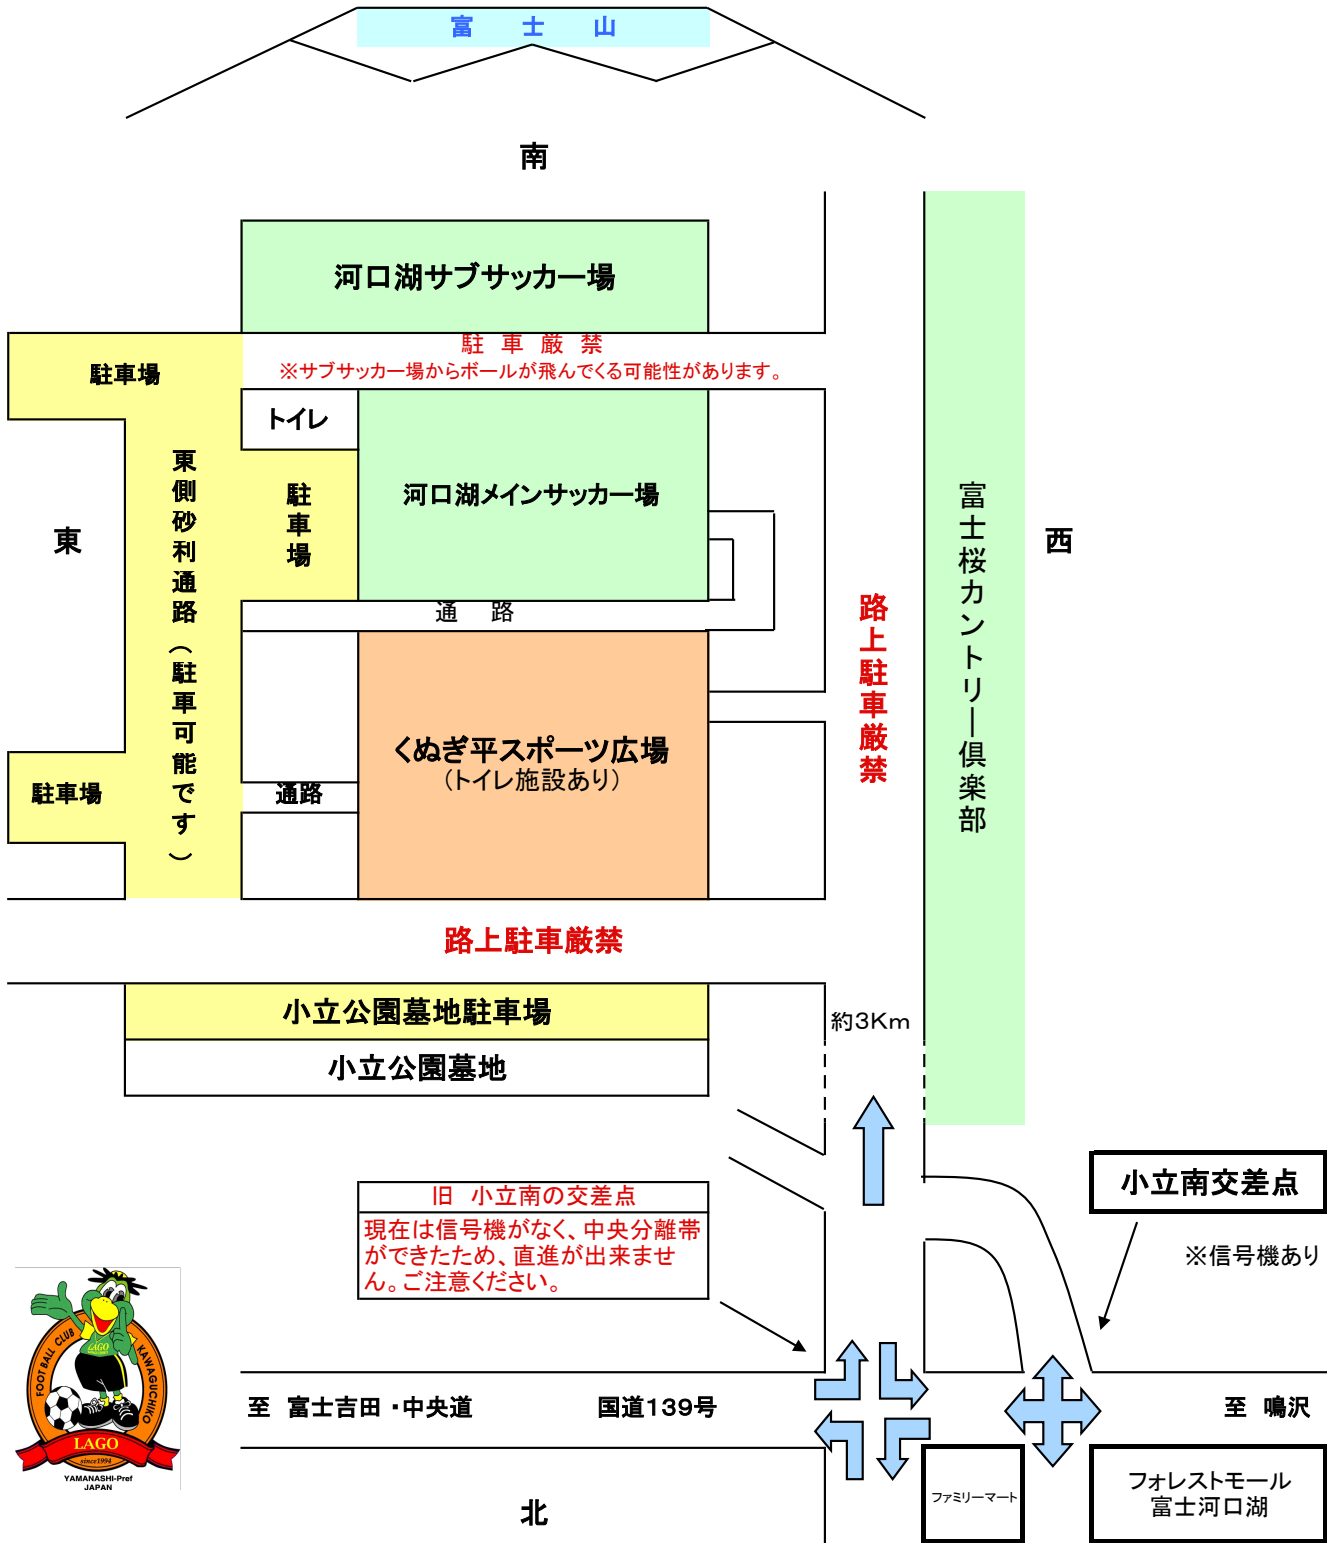 富　士　山
南
河口湖サブサッカー場
駐　車　厳　禁
※サブサッカー場からボールが飛んでくる可能性があります。
駐車場
トイレ
東側砂利通路（駐車可能です）
駐車場
河口湖メインサッカー場
東
西
富士桜カントリー倶楽部
路上駐車厳禁
通　路
くぬぎ平スポーツ広場
（トイレ施設あり）
駐車場
通路
路上駐車厳禁
小立公園墓地駐車場
小立公園墓地
約3Km
小立南交差点
※信号機あり
旧　小立南の交差点
現在は信号機がなく、中央分離帯
ができたため、直進が出来ませ
ん。ご注意ください。
至　富士吉田・中央道
国道139号
至　鳴沢
ファミリーマート
フォレストモール
富士河口湖
北
FOOT BALL CLUB
KAWAGUCHIKO
LAGO
LAGO
since1994
YAMANASHI-Pref
JAPAN